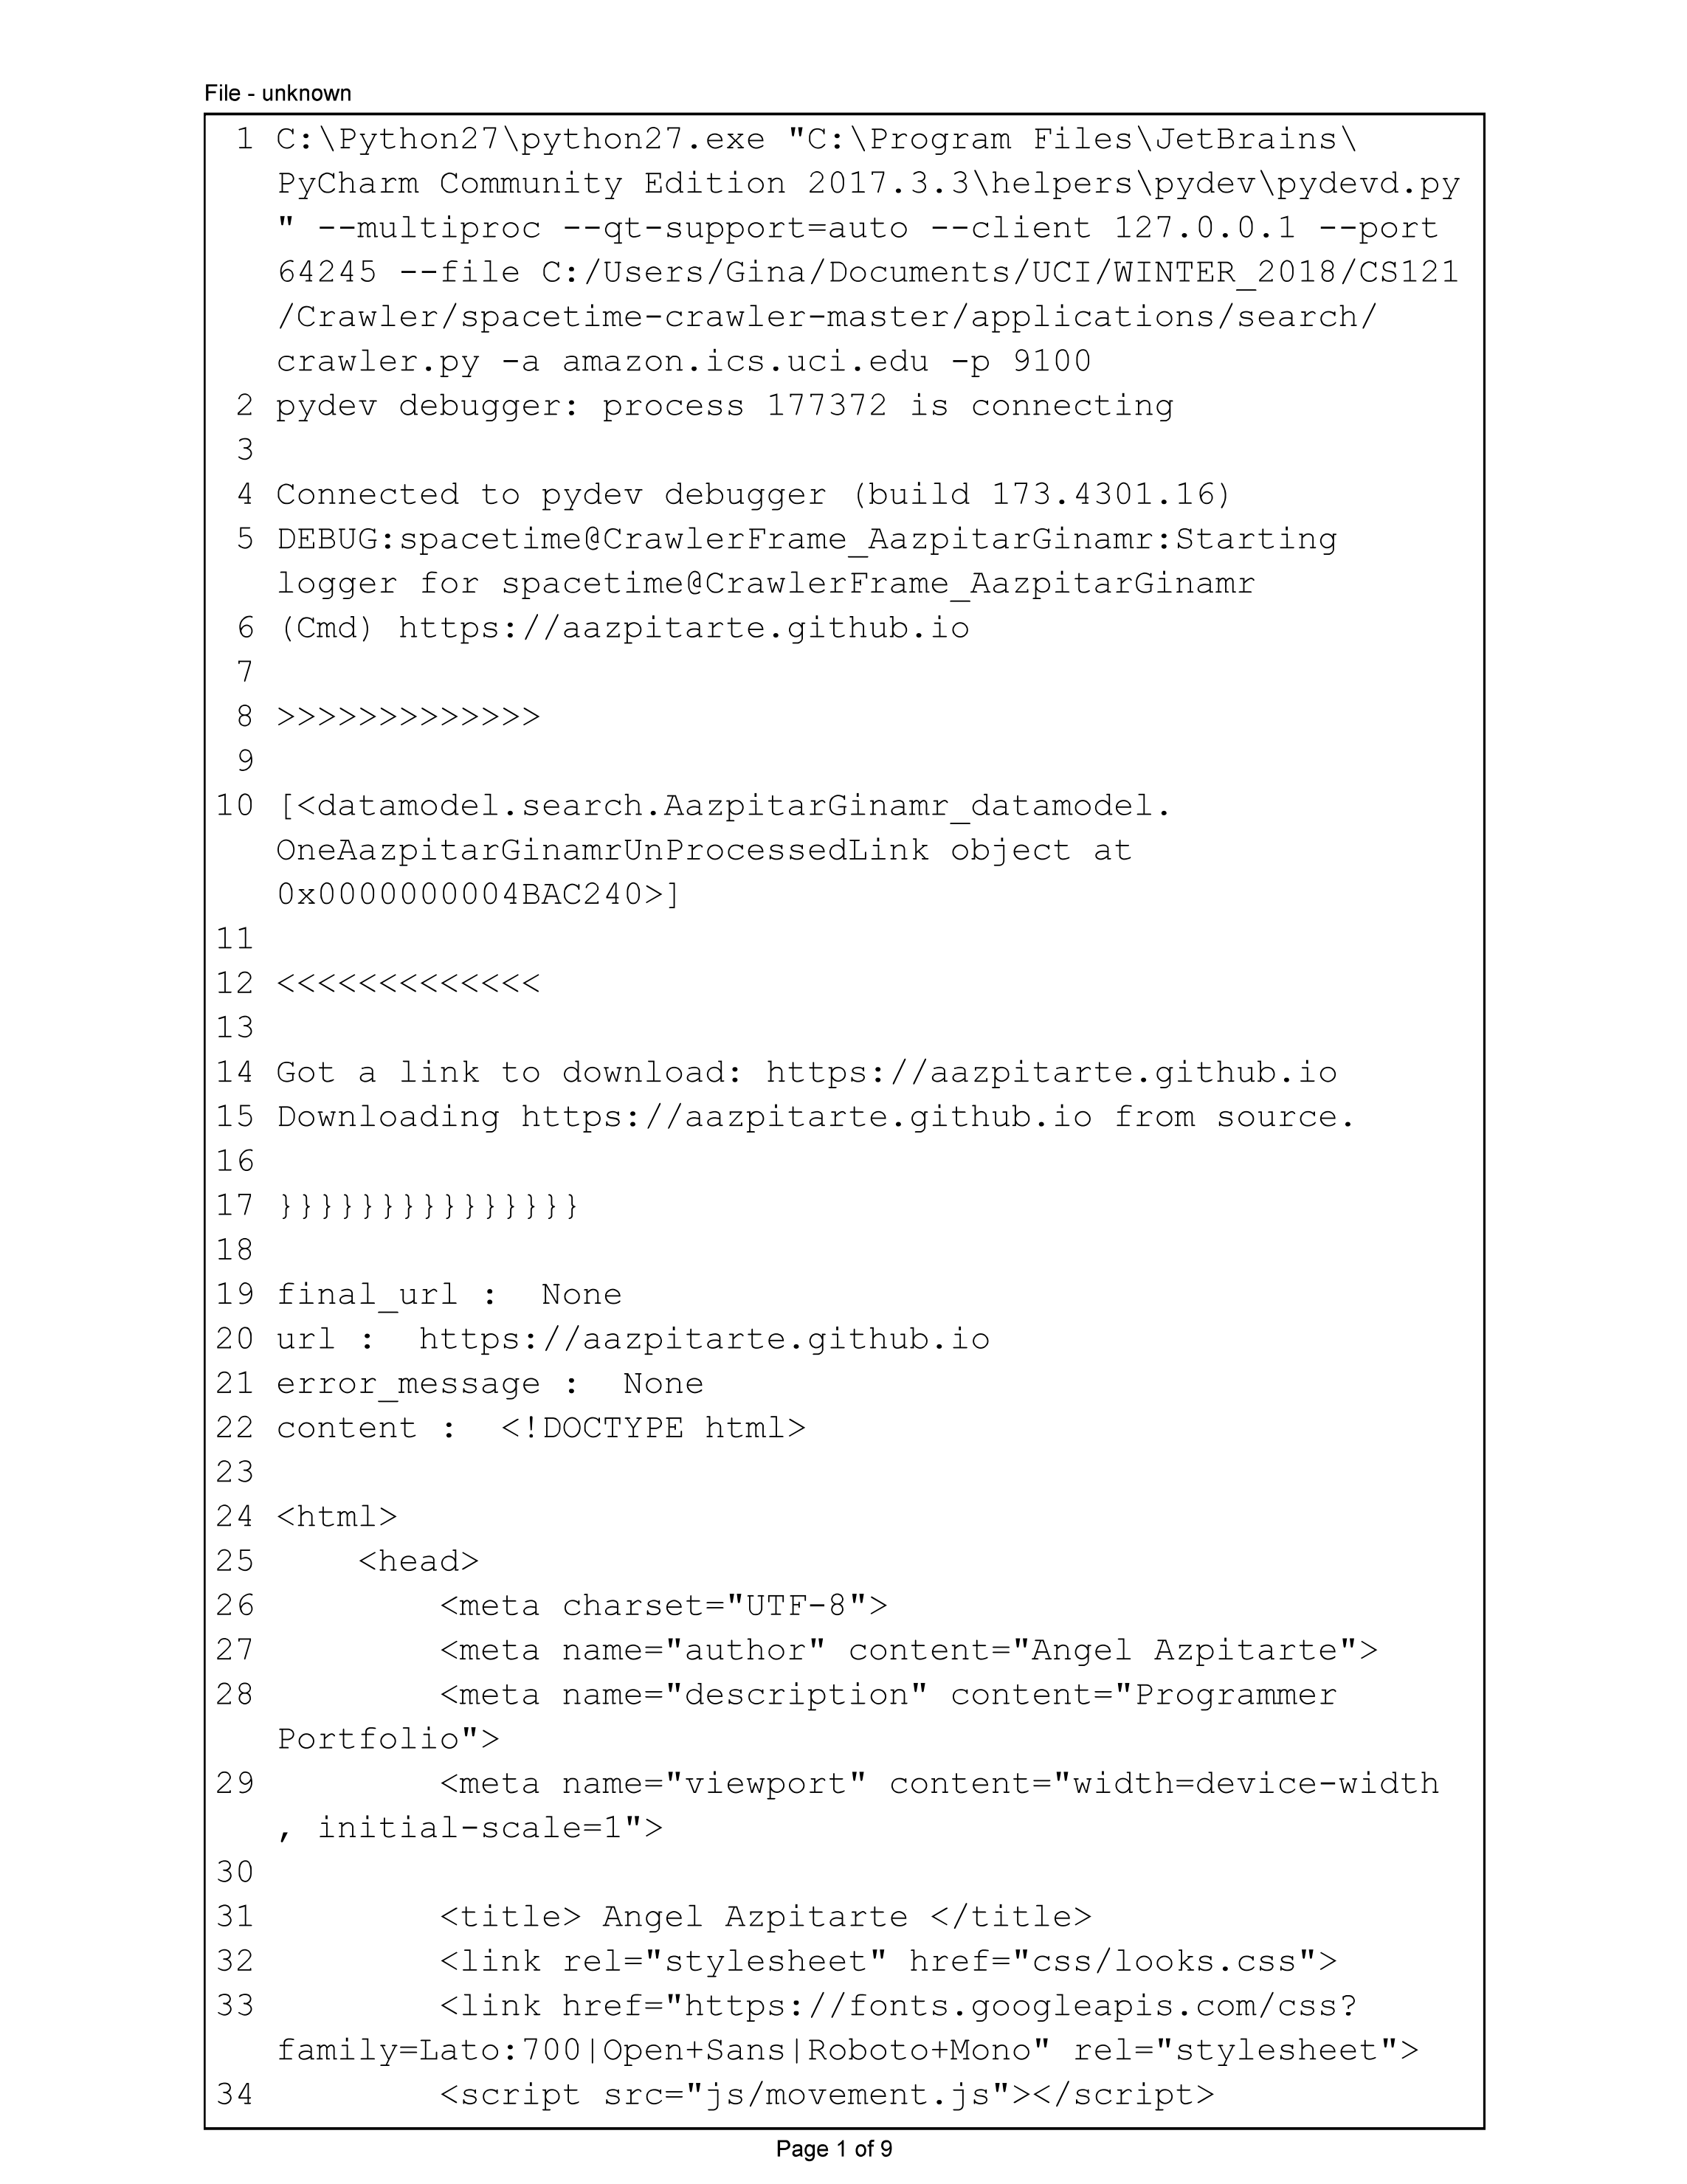 File - unknown
1 C:\Python27\python27.exe "C:\Program Files\JetBrains\
PyCharm Community Edition 2017.3.3\helpers\pydev\pydevd.py
" --multiproc --qt-support=auto --client 127.0.0.1 --port
64245 --file C:/Users/Gina/Documents/UCI/WINTER_2018/CS121
/Crawler/spacetime-crawler-master/applications/search/
crawler.py -a amazon.ics.uci.edu -p 9100
2 pydev debugger: process 177372 is connecting
3
4 Connected to pydev debugger (build 173.4301.16)
5 DEBUG:spacetime@CrawlerFrame_AazpitarGinamr:Starting
logger for spacetime@CrawlerFrame_AazpitarGinamr
6 (Cmd) https://aazpitarte.github.io
7
8 >>>>>>>>>>>>>
9
10 [<datamodel.search.AazpitarGinamr_datamodel.
OneAazpitarGinamrUnProcessedLink object at
0x0000000004BAC240>]
11
12 <<<<<<<<<<<<<
13
14 Got a link to download: https://aazpitarte.github.io
15 Downloading https://aazpitarte.github.io from source.
16
17 }}}}}}}}}}}}}}}
18
19 final_url :  None
20 url :  https://aazpitarte.github.io
21 error_message :  None
22 content :  <!DOCTYPE html>
23
24 <html>
25     <head>
26         <meta charset="UTF-8">
27         <meta name="author" content="Angel Azpitarte">
28         <meta name="description" content="Programmer
Portfolio">
29         <meta name="viewport" content="width=device-width
, initial-scale=1">
30
31         <title> Angel Azpitarte </title>
32         <link rel="stylesheet" href="css/looks.css">
33         <link href="https://fonts.googleapis.com/css?
family=Lato:700|Open+Sans|Roboto+Mono" rel="stylesheet">
34         <script src="js/movement.js"></script>
Page 1 of 9